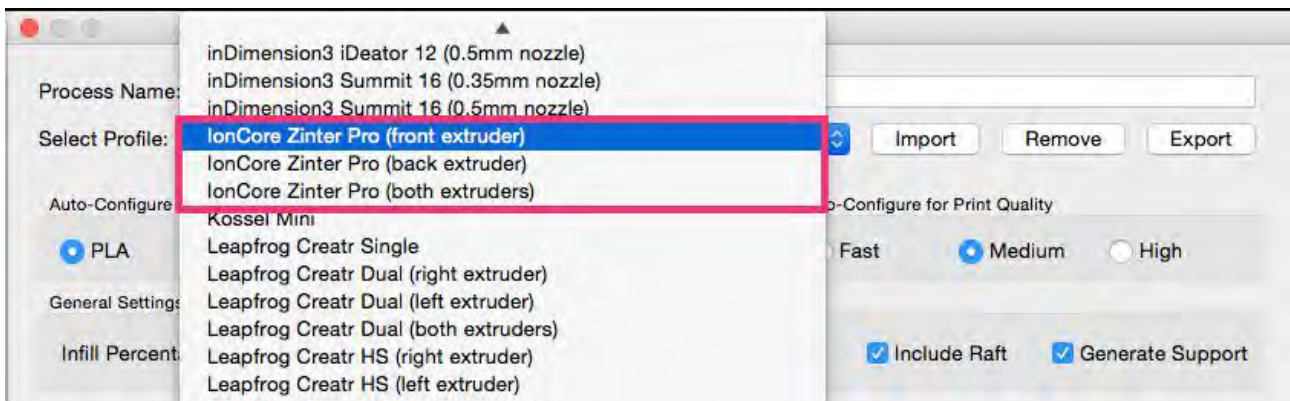 inDimension3 iDeator 12 (0.5mm nozzle)
inDimension3 Summit 16 (0.35mm nozzle)
Process Name:
inDimension3 Summit 16 (0.5mm nozzle)
Select Profile:
IonCore Zinter Pro (front extruder)
Import
Remove
Export
IonCore Zinter Pro (back extruder)
IonCore Zinter Pro (both extruders)
Auto-Configure
o-Configure for Print Quality
Kossel Mini
PLA
Leapfrog Creatr Single
Fast
Medium
High
Leapfrog Creatr Dual (right extruder)
General Settings
Leapfrog Creatr Dual (left extruder)
Leapfrog Creatr Dual (both extruders)
Infill Percent
Leapfrog Creatr HS (right extruder)
Include Raft
Generate Support
Leapfrog Creatr HS (left extruder)